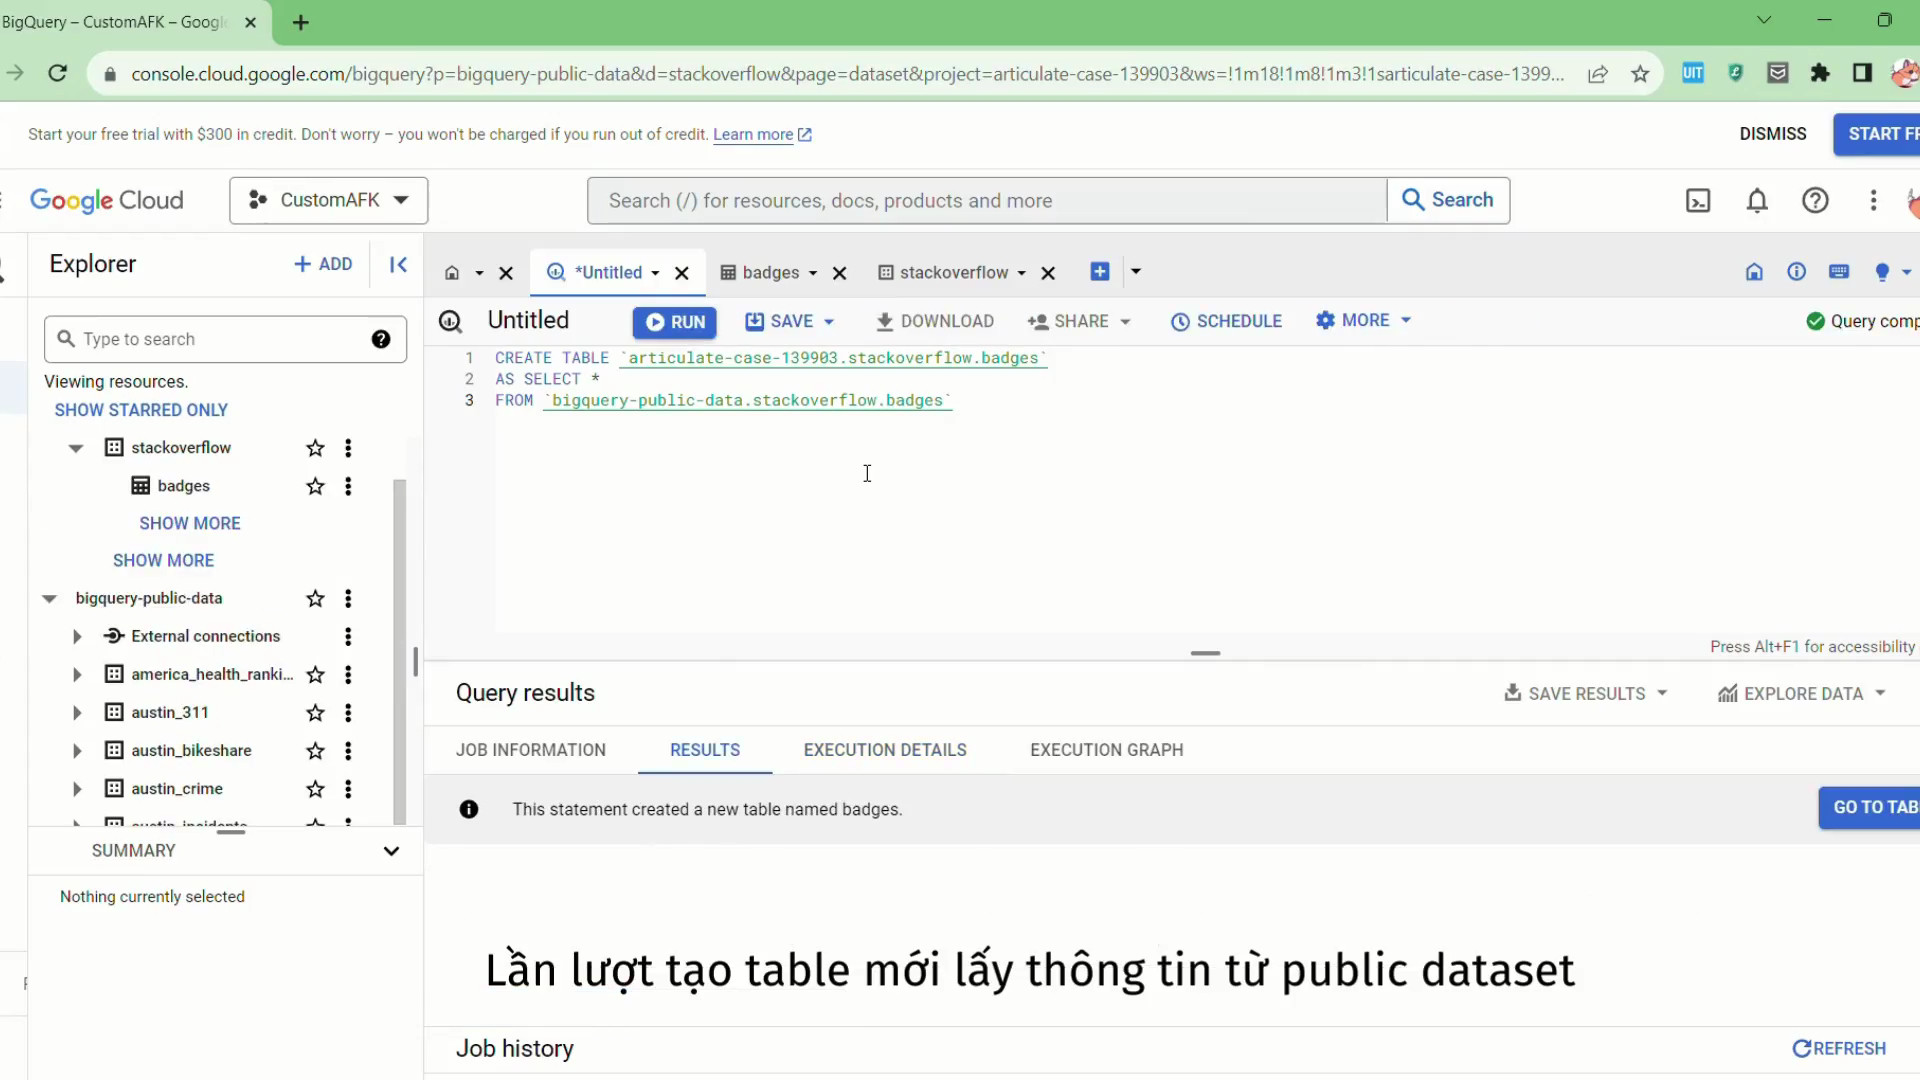 BigQuery – CustomAFK – Google
console.cloud.google.com/bigquery?p=bigquery-public-data&d=stackoverflow&page=dataset&project=articulate-case-139903&ws=!1m18!1m8!1m3!1sarticulate-case-1399...
UIT
Start your free trial with $300 in credit. Don't worry – you won't be charged if you run out of credit. Learn more
DISMISS
START FR
Google Cloud
CustomAFK
Search (/) for resources, docs, products and more
Search
Explorer
+ ADD
*Untitled
badges
stackoverflow
Type to search
Viewing resources.
SHOW STARRED ONLY
stackoverflow
badges
SHOW MORE
SHOW MORE
bigquery-public-data
External connections
america_health_ranki...
austin_311
austin_bikeshare
austin_crime
austin_incidents
SUMMARY
Nothing currently selected
Untitled
RUN
SAVE
DOWNLOAD
SHARE
SCHEDULE
MORE
Query comp
1 CREATE TABLE `articulate-case-139903.stackoverflow.badges`
2 AS SELECT *
3 FROM `bigquery-public-data.stackoverflow.badges`
Press Alt+F1 for accessibility
Query results
SAVE RESULTS
EXPLORE DATA
JOB INFORMATION
RESULTS
EXECUTION DETAILS
EXECUTION GRAPH
This statement created a new table named badges.
GO TO TAB
Lần lượt tạo table mới lấy thông tin từ public dataset
Job history
REFRESH